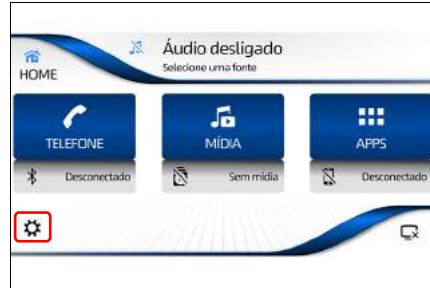 Áudio desligado
Selecione uma fonte
HOME
TELEFONE
MÍDIA
APPS
Desconectado
Sem mídia
Desconectado